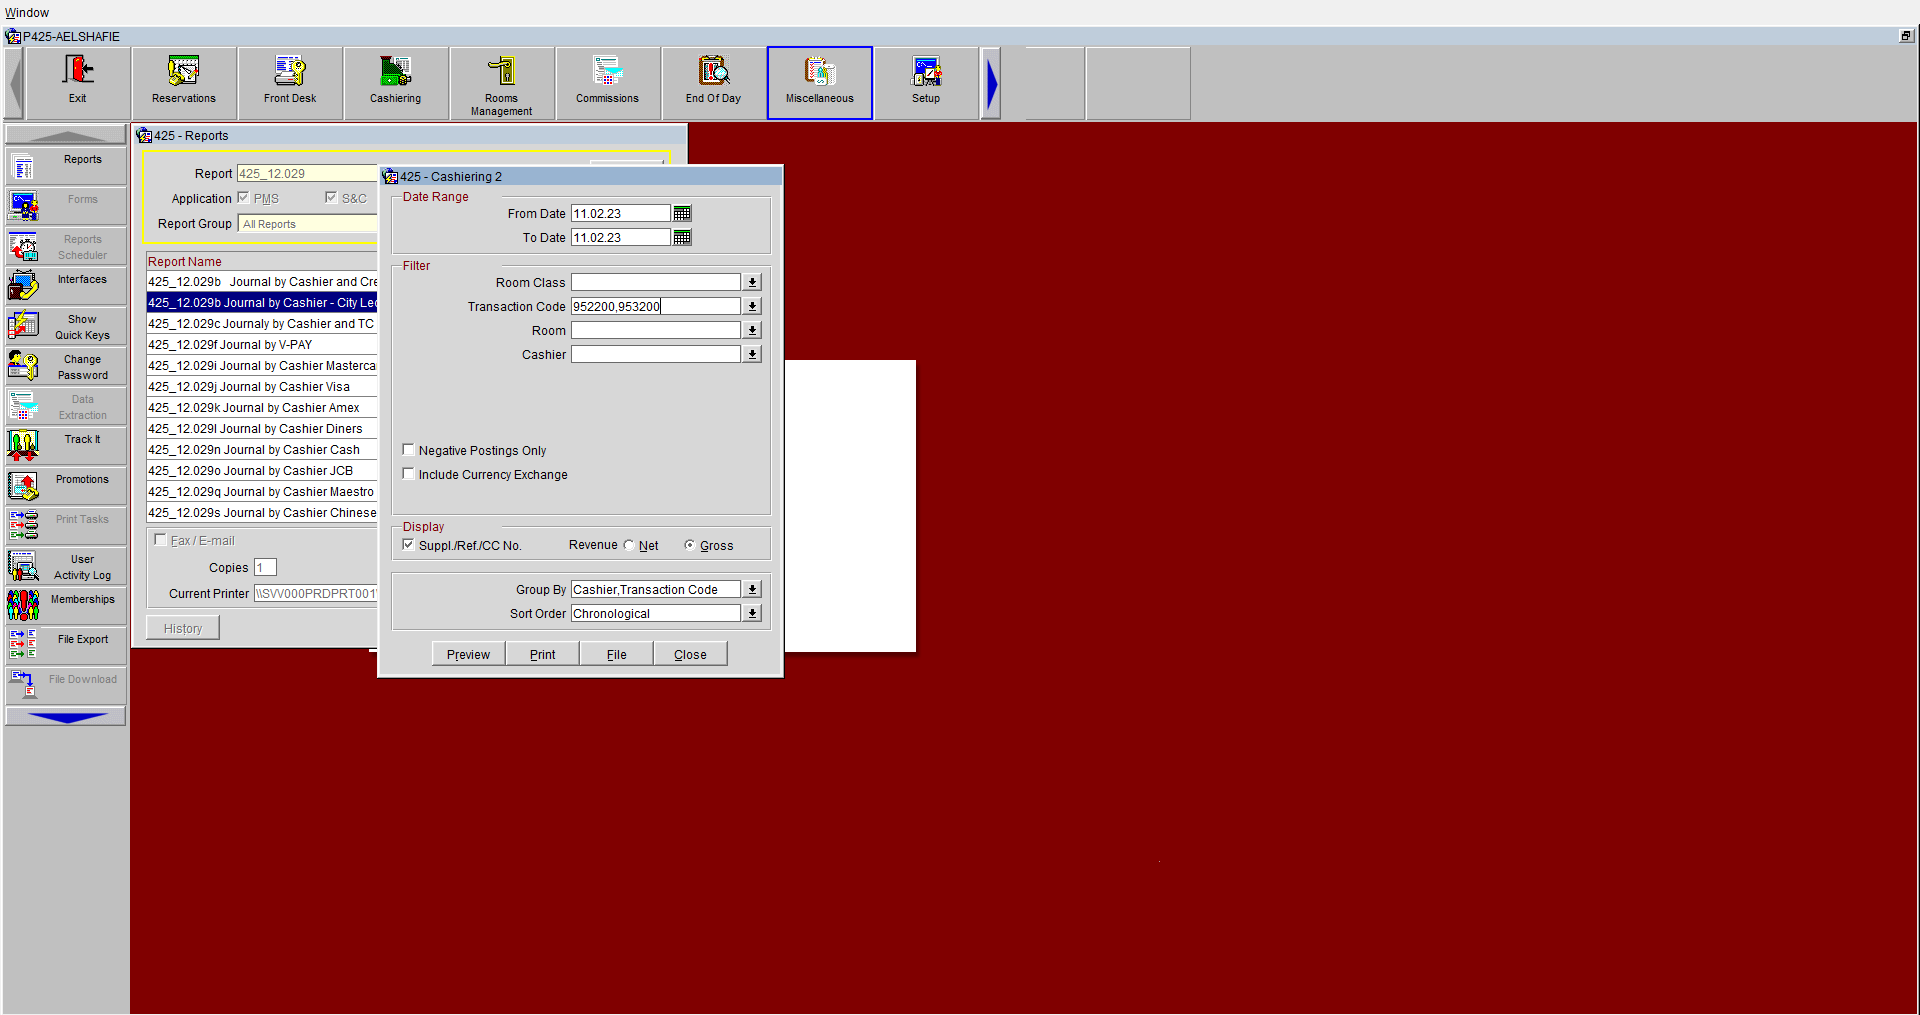 Window
P425-AELSHAFIE
Exit
Reservations
Front Desk
Cashiering
Rooms
Management
Commissions
End Of Day
Miscellaneous
Setup
Reports
Forms
Reports
Scheduler
Interfaces
Show
Quick Keys
Change
Password
Data
Extraction
Track It
Promotions
Print Tasks
User
Activity Log
Memberships
File Export
File Download
425 - Reports
Report 425_12.029
Application PMS S&C
Report Group All Reports
Report Name
425_12.029b Journal by Cashier and Cre
425_12.029b Journal by Cashier - City Led
425_12.029c Journaly by Cashier and TC
425_12.029f Journal by V-PAY
425_12.029i Journal by Cashier Masterca
425_12.029j Journal by Cashier Visa
425_12.029k Journal by Cashier Amex
425_12.029l Journal by Cashier Diners
425_12.029n Journal by Cashier Cash
425_12.029o Journal by Cashier JCB
425_12.029q Journal by Cashier Maestro
425_12.029s Journal by Cashier Chinese
Fax / E-mail
Copies 1
Current Printer \\SVV000PRDPRT001\
History
425 - Cashiering 2
Date Range
From Date 11.02.23
To Date 11.02.23
Filter
Room Class
Transaction Code 952200,953200
Room
Cashier
Negative Postings Only
Include Currency Exchange
Display
Suppl./Ref./CC No. Revenue Net Gross
Group By Cashier,Transaction Code
Sort Order Chronological
Preview Print File Close